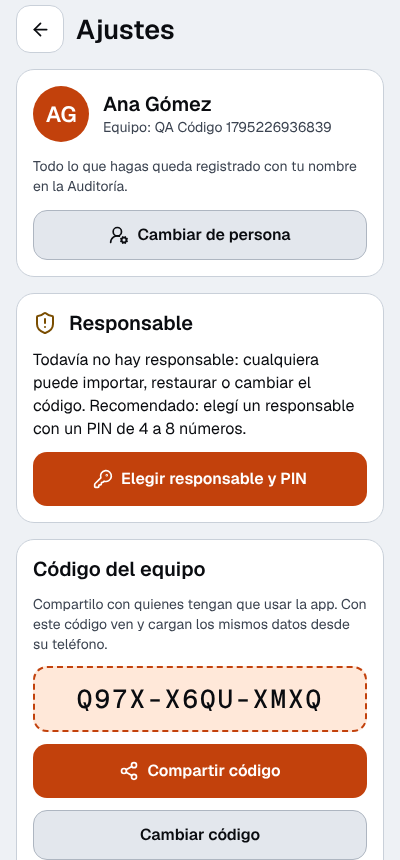 Ajustes
AG
Ana Gómez
Equipo: QA Código 1795226936839
Todo lo que hagas queda registrado con tu nombre
en la Auditoría.
Cambiar de persona
Responsable
Todavía no hay responsable: cualquiera
puede importar, restaurar o cambiar el
código. Recomendado: elegí un responsable
con un PIN de 4 a 8 números.
Elegir responsable y PIN
Código del equipo
Compartilo con quienes tengan que usar la app. Con
este código ven y cargan los mismos datos desde
su teléfono.
Q97X-X6QU-XMXQ
Compartir código
Cambiar código